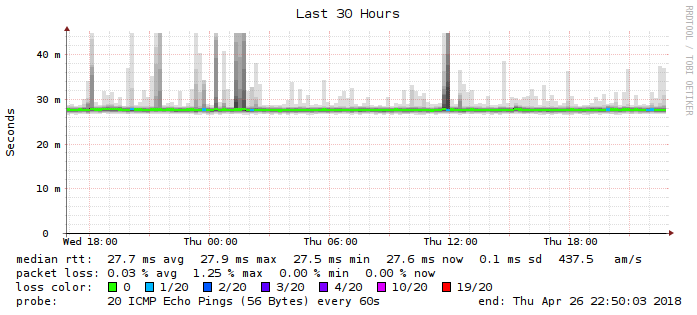 Last 30 Hours
RRDTOOL / TOBI OETIKER
Seconds
40 m
30 m
20 m
10 m
0
Wed 18:00 Thu 00:00 Thu 06:00 Thu 12:00 Thu 18:00
median rtt: 27.7 ms avg 27.9 ms max 27.5 ms min 27.6 ms now 0.1 ms sd 437.5 am/s
packet loss: 0.03 % avg 1.25 % max 0.00 % min 0.00 % now
loss color: 0 1/20 2/20 3/20 4/20 10/20 19/20
probe: 20 ICMP Echo Pings (56 Bytes) every 60s end: Thu Apr 26 22:50:03 2018